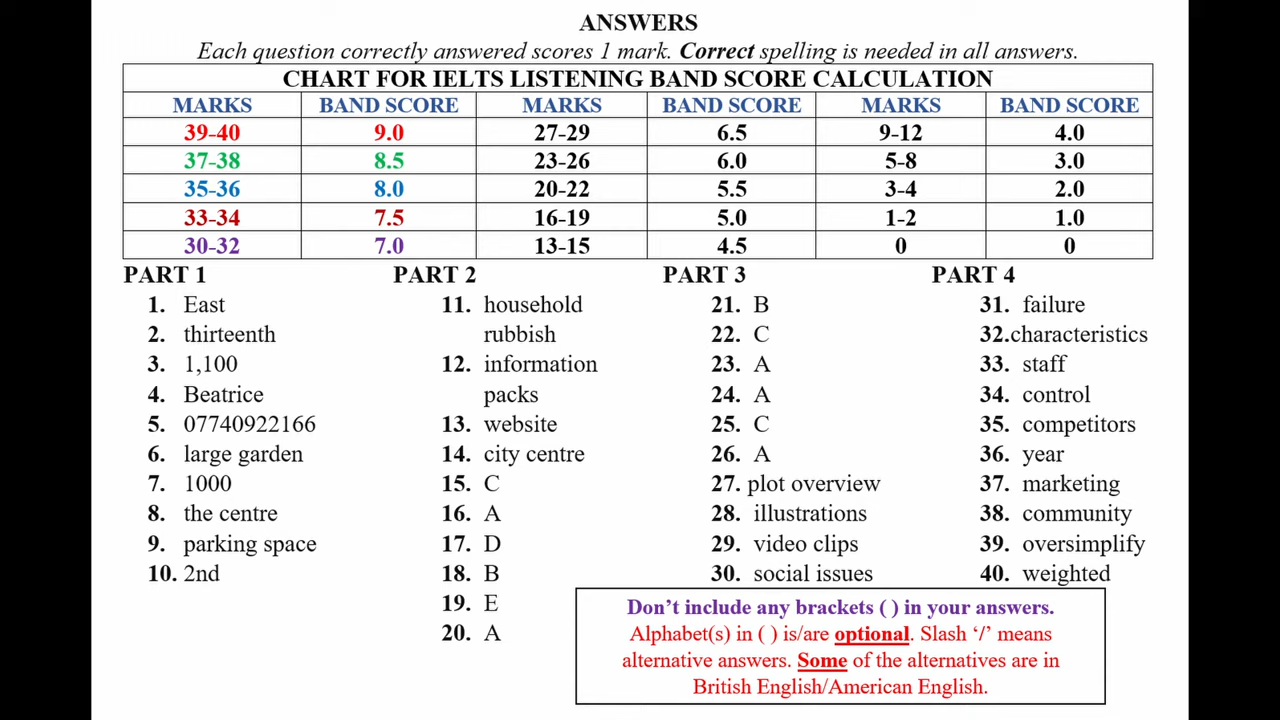 ANSWERS
Each question correctly answered scores 1 mark. Correct spelling is needed in all answers.
CHART FOR IELTS LISTENING BAND SCORE CALCULATION
MARKS BAND SCORE MARKS BAND SCORE MARKS BAND SCORE
39-40 9.0 27-29 6.5 9-12 4.0
37-38 8.5 23-26 6.0 5-8 3.0
35-36 8.0 20-22 5.5 3-4 2.0
33-34 7.5 16-19 5.0 1-2 1.0
30-32 7.0 13-15 4.5 0 0
PART 1
1. East
2. thirteenth
3. 1,100
4. Beatrice
5. 07740922166
6. large garden
7. 1000
8. the centre
9. parking space
10. 2nd
PART 2
11. household
rubbish
12. information
packs
13. website
14. city centre
15. C
16. A
17. D
18. B
19. E
20. A
PART 3
21. B
22. C
23. A
24. A
25. C
26. A
27. plot overview
28. illustrations
29. video clips
30. social issues
PART 4
31. failure
32.characteristics
33. staff
34. control
35. competitors
36. year
37. marketing
38. community
39. oversimplify
40. weighted
Don’t include any brackets ( ) in your answers.
Alphabet(s) in ( ) is/are optional. Slash ‘/’ means
alternative answers. Some of the alternatives are in
British English/American English.